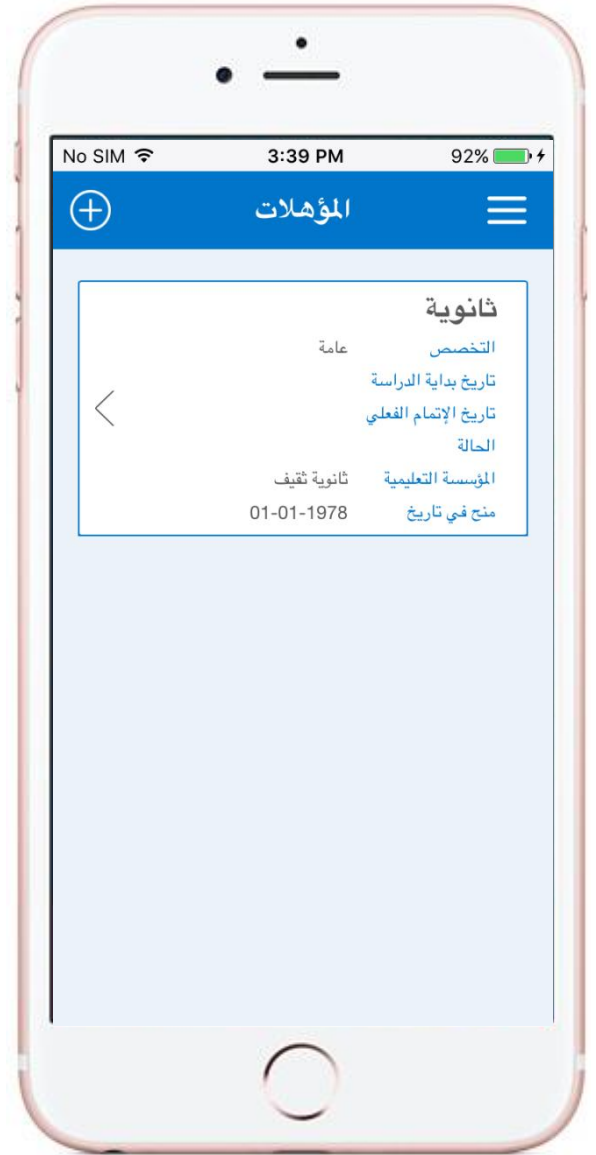 No SIM 3:39 PM 92%
المؤهلات
ثانوية
التخصص عامة
تاريخ بداية الدراسة
تاريخ الإتمام الفعلي
الحالة
المؤسسة التعليمية ثانوية ثقيف
منح في تاريخ 01-01-1978